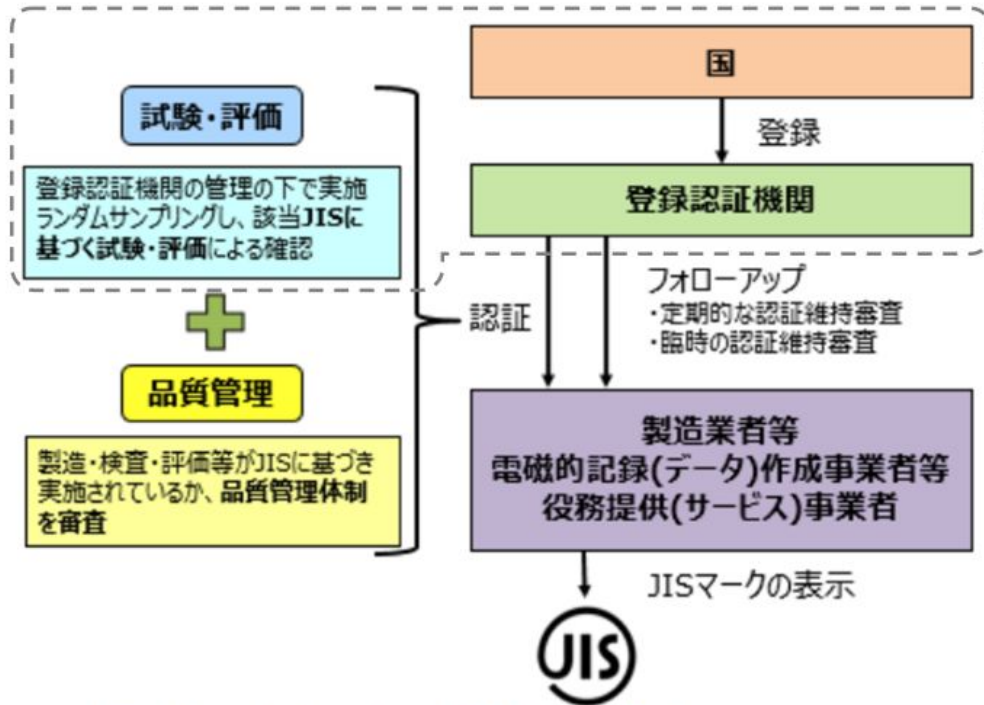 国
登録
登録認証機関
試験・評価
登録認証機関の管理の下で実施
ランダムサンプリングし、該当JISに
基づく試験・評価による確認
品質管理
製造・検査・評価等がJISに基づき
実施されているか、品質管理体制
を審査
認証
フォローアップ
・定期的な認証維持審査
・臨時の認証維持審査
製造業者等
電磁的記録(データ)作成事業者等
役務提供(サービス)事業者
JISマークの表示
JIS